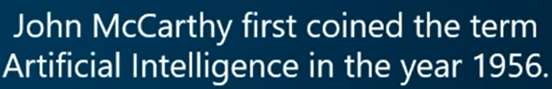 John McCarthy first coined the term
Artificial Intelligence in the year 1956.